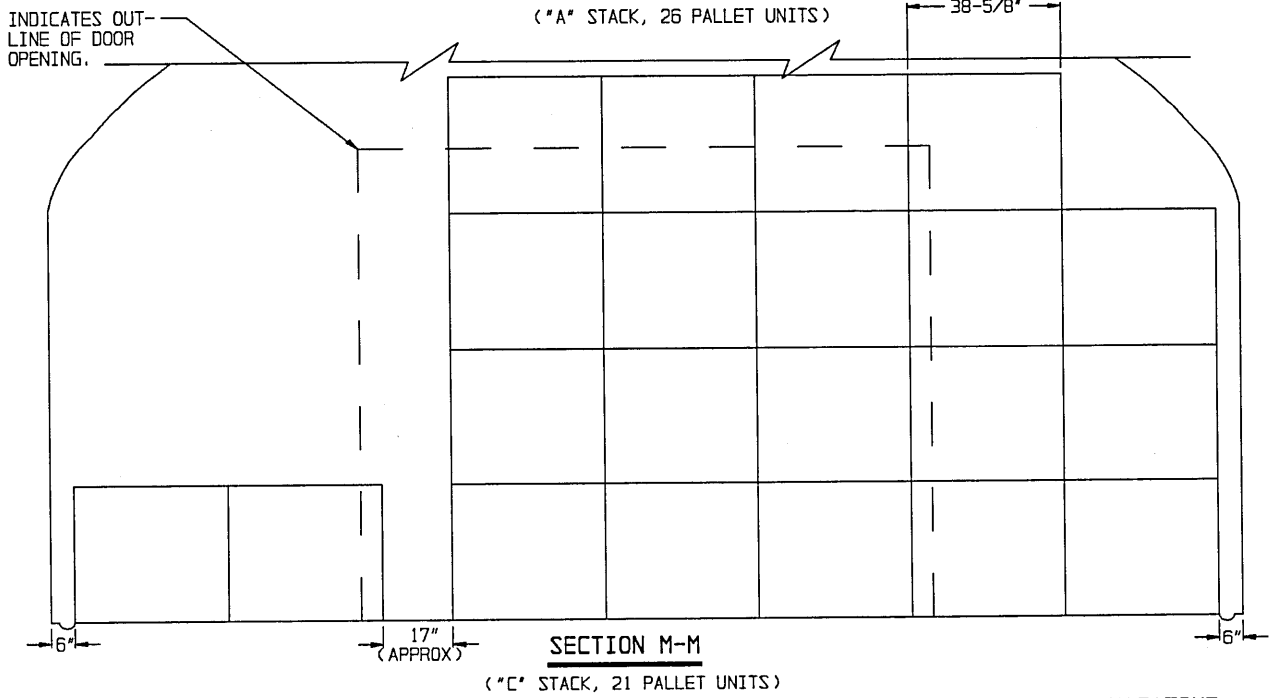 ("A" STACK, 26 PALLET UNITS)
38-5/8"
INDICATES OUT-
LINE OF DOOR
OPENING.
6"
17"
(APPROX)
SECTION M-M
6"
("C" STACK, 21 PALLET UNITS)